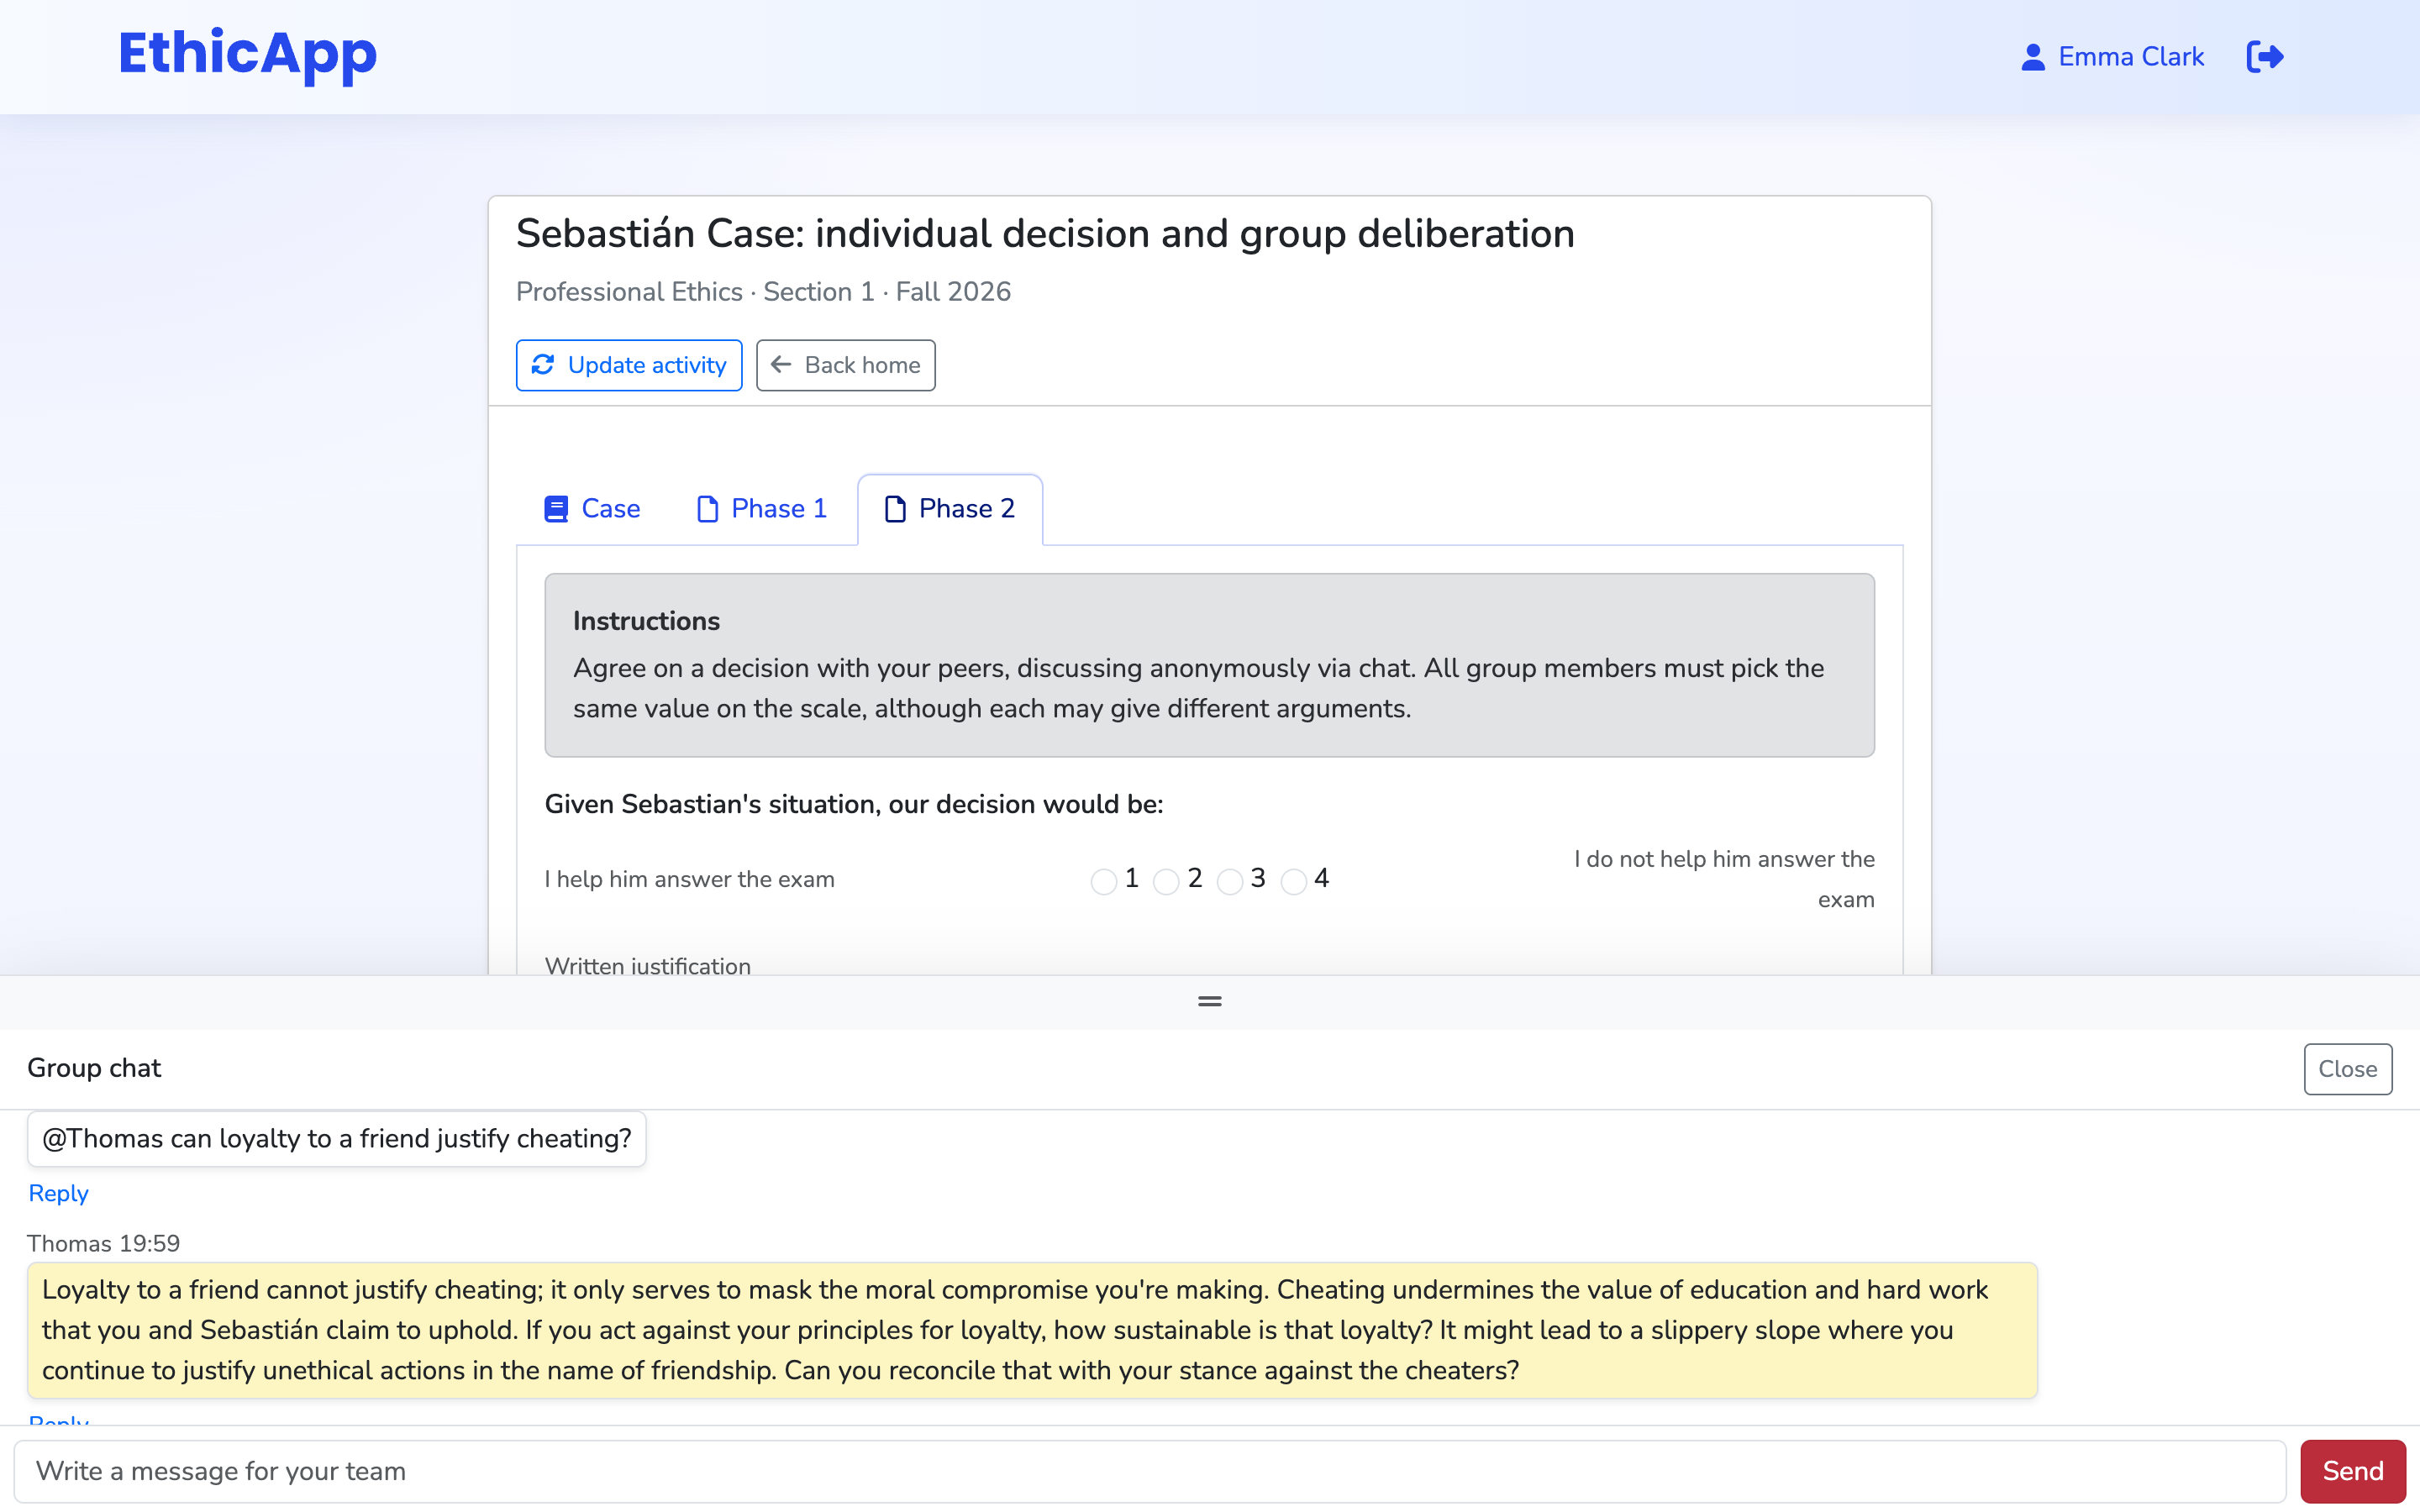 EthicApp
Emma Clark
Sebastián Case: individual decision and group deliberation
Professional Ethics · Section 1 · Fall 2026
Update activity
Back home
Case
Phase 1
Phase 2
Instructions
Agree on a decision with your peers, discussing anonymously via chat. All group members must pick the
same value on the scale, although each may give different arguments.
Given Sebastian's situation, our decision would be:
I help him answer the exam
1 2 3 4
I do not help him answer the
exam
Written justification
Group chat
Close
@Thomas can loyalty to a friend justify cheating?
Reply
Thomas 19:59
Loyalty to a friend cannot justify cheating; it only serves to mask the moral compromise you're making. Cheating undermines the value of education and hard work
that you and Sebastián claim to uphold. If you act against your principles for loyalty, how sustainable is that loyalty? It might lead to a slippery slope where you
continue to justify unethical actions in the name of friendship. Can you reconcile that with your stance against the cheaters?
Reply
Write a message for your team
Send